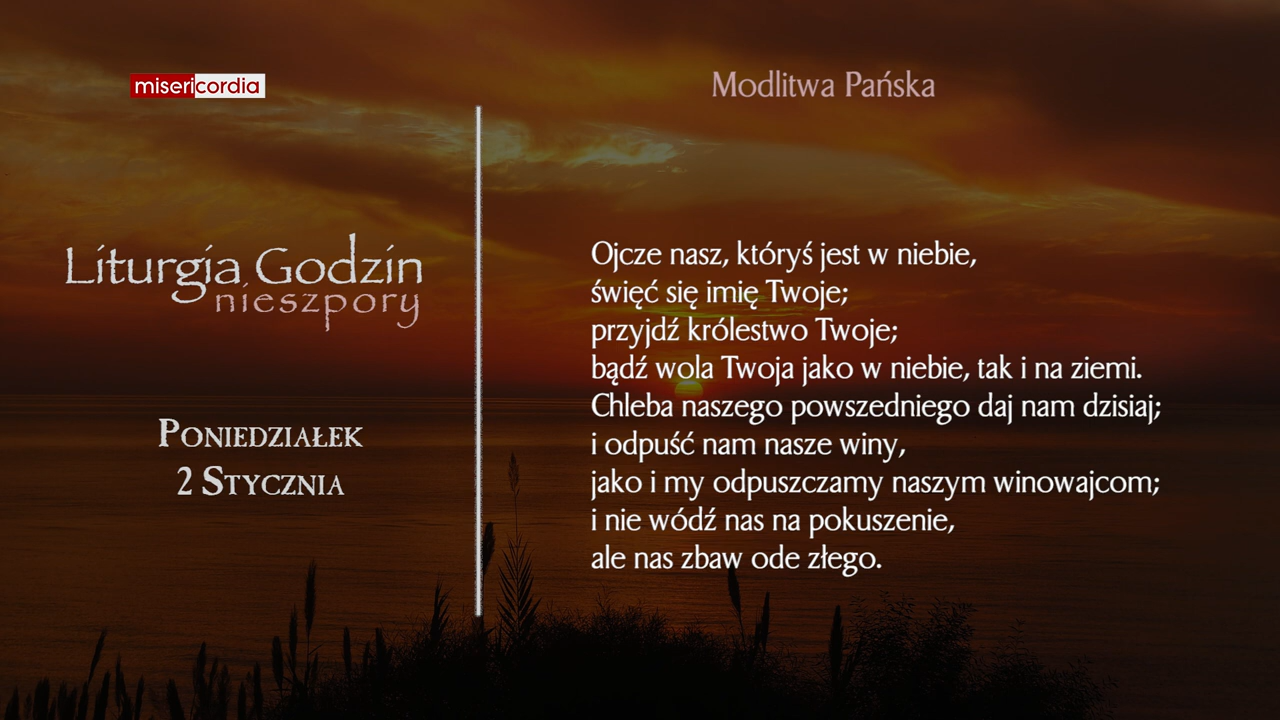 misericordia
Liturgia Godzin
nieszpory
Poniedziałek
2 Stycznia
Modlitwa Pańska
Ojcze nasz, któryś jest w niebie,
święć się imię Twoje;
przyjdź królestwo Twoje;
bądź wola Twoja jako w niebie, tak i na ziemi.
Chleba naszego powszedniego daj nam dzisiaj;
i odpuść nam nasze winy,
jako i my odpuszczamy naszym winowajcom;
i nie wódź nas na pokuszenie,
ale nas zbaw ode złego.